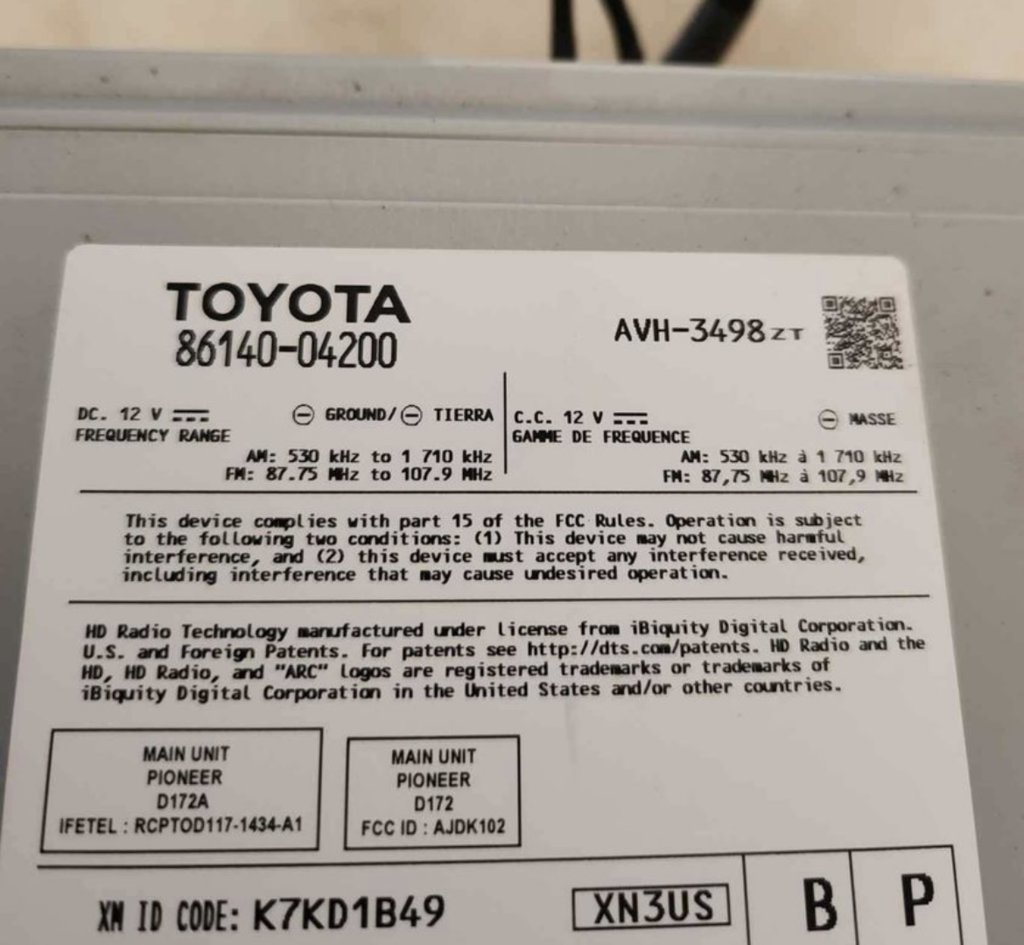 TOYOTA
86140-04200
AVH-3498ZT
DC. 12 V
⊖ GROUND/⊖ TIERRA
FREQUENCY RANGE
AM: 530 kHz to 1 710 kHz
FM: 87.75 MHz to 107.9 MHz
C.C. 12 V
⊖ MASSE
GAMME DE FREQUENCE
AM: 530 kHz à 1 710 kHz
FM: 87,75 MHz à 107,9 MHz
This device complies with part 15 of the FCC Rules. Operation is subject
to the following two conditions: (1) This device may not cause harmful
interference, and (2) this device must accept any interference received,
including interference that may cause undesired operation.
HD Radio Technology manufactured under license from iBiquity Digital Corporation.
U.S. and Foreign Patents. For patents see http://dts.com/patents. HD Radio and the
HD, HD Radio, and "ARC" logos are registered trademarks or trademarks of
iBiquity Digital Corporation in the United States and/or other countries.
MAIN UNIT
PIONEER
D172A
IFETEL : RCPTOD117-1434-A1
MAIN UNIT
PIONEER
D172
FCC ID : AJDK102
XM ID CODE: K7KD1B49
XN3US
B
P